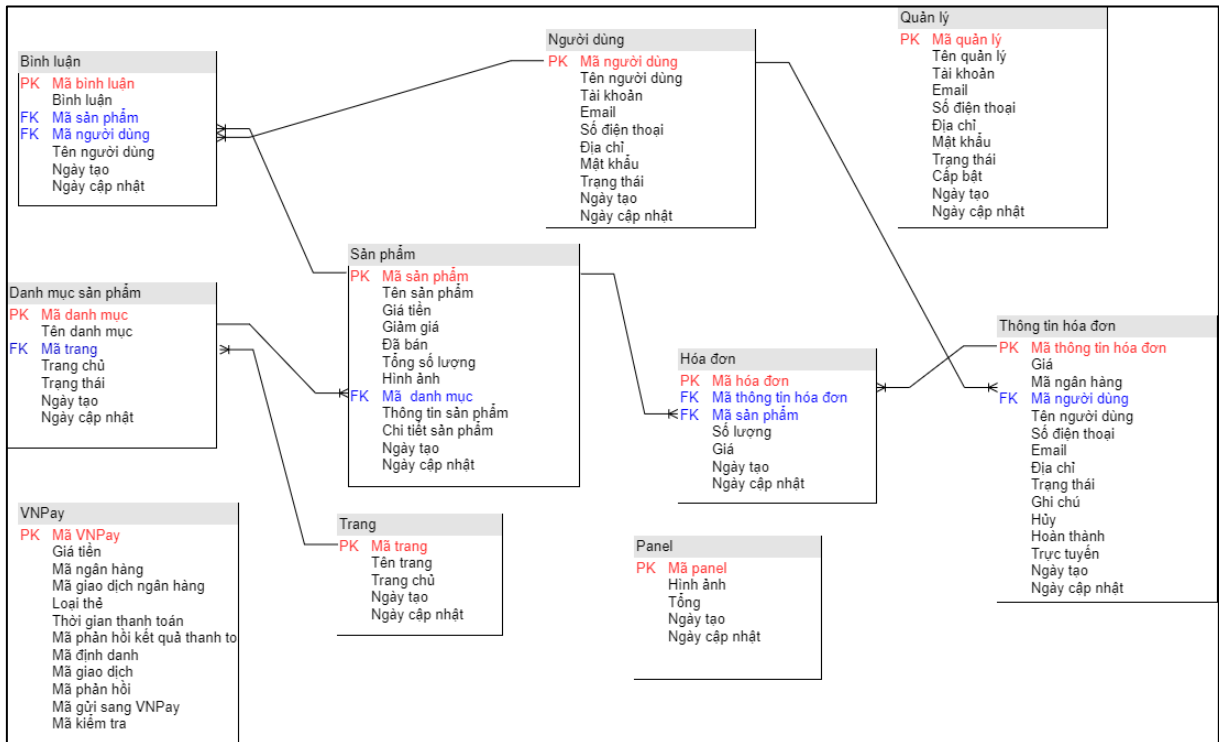 Bình luận
PK Mã bình luận
Bình luận
FK Mã sản phẩm
FK Mã người dùng
Tên người dùng
Ngày tạo
Ngày cập nhật
Người dùng
PK Mã người dùng
Tên người dùng
Tài khoản
Email
Số điện thoại
Địa chỉ
Mật khẩu
Trạng thái
Ngày tạo
Ngày cập nhật
Quản lý
PK Mã quản lý
Tên quản lý
Tài khoản
Email
Số điện thoại
Địa chỉ
Mật khẩu
Trạng thái
Cấp bật
Ngày tạo
Ngày cập nhật
Danh mục sản phẩm
PK Mã danh mục
Tên danh mục
FK Mã trang
Trang chủ
Trạng thái
Ngày tạo
Ngày cập nhật
Sản phẩm
PK Mã sản phẩm
Tên sản phẩm
Giá tiền
Giảm giá
Đã bán
Tổng số lượng
Hình ảnh
FK Mã danh mục
Thông tin sản phẩm
Chi tiết sản phẩm
Ngày tạo
Ngày cập nhật
Hóa đơn
PK Mã hóa đơn
FK Mã thông tin hóa đơn
FK Mã sản phẩm
Số lượng
Giá
Ngày tạo
Ngày cập nhật
Thông tin hóa đơn
PK Mã thông tin hóa đơn
Giá
Mã ngân hàng
FK Mã người dùng
Tên người dùng
Số điện thoại
Email
Địa chỉ
Trạng thái
Ghi chú
Hủy
Hoàn thành
Trực tuyến
Ngày tạo
Ngày cập nhật
VNPay
PK Mã VNPay
Giá tiền
Mã ngân hàng
Mã giao dịch ngân hàng
Loại thẻ
Thời gian thanh toán
Mã phản hồi kết quả thanh to
Mã định danh
Mã giao dịch
Mã phản hồi
Mã gửi sang VNPay
Mã kiểm tra
Trang
PK Mã trang
Tên trang
Trang chủ
Ngày tạo
Ngày cập nhật
Panel
PK Mã panel
Hình ảnh
Tổng
Ngày tạo
Ngày cập nhật